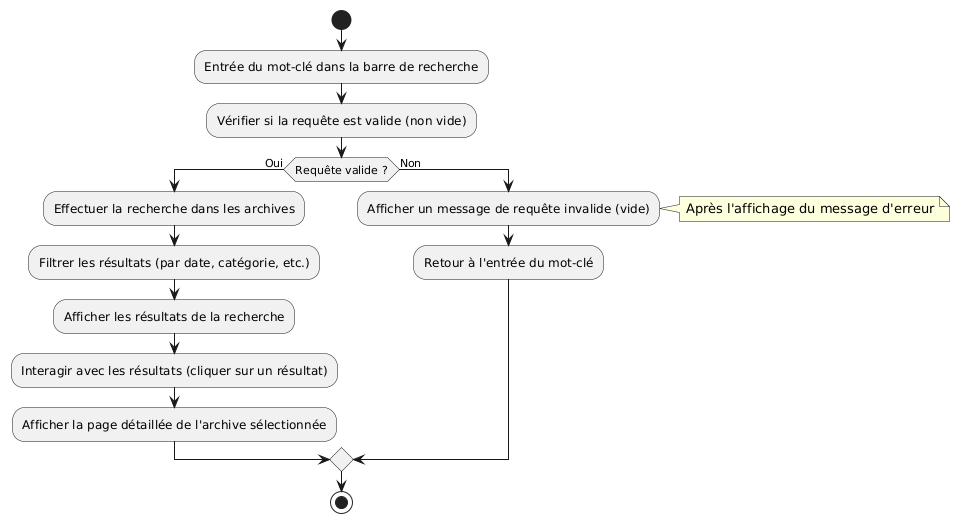 Entrée du mot-clé dans la barre de recherche
Vérifier si la requête est valide (non vide)
Oui
Requête valide ?
Non
Effectuer la recherche dans les archives
Filtrer les résultats (par date, catégorie, etc.)
Afficher les résultats de la recherche
Interagir avec les résultats (cliquer sur un résultat)
Afficher la page détaillée de l'archive sélectionnée
Afficher un message de requête invalide (vide)
Après l'affichage du message d'erreur
Retour à l'entrée du mot-clé